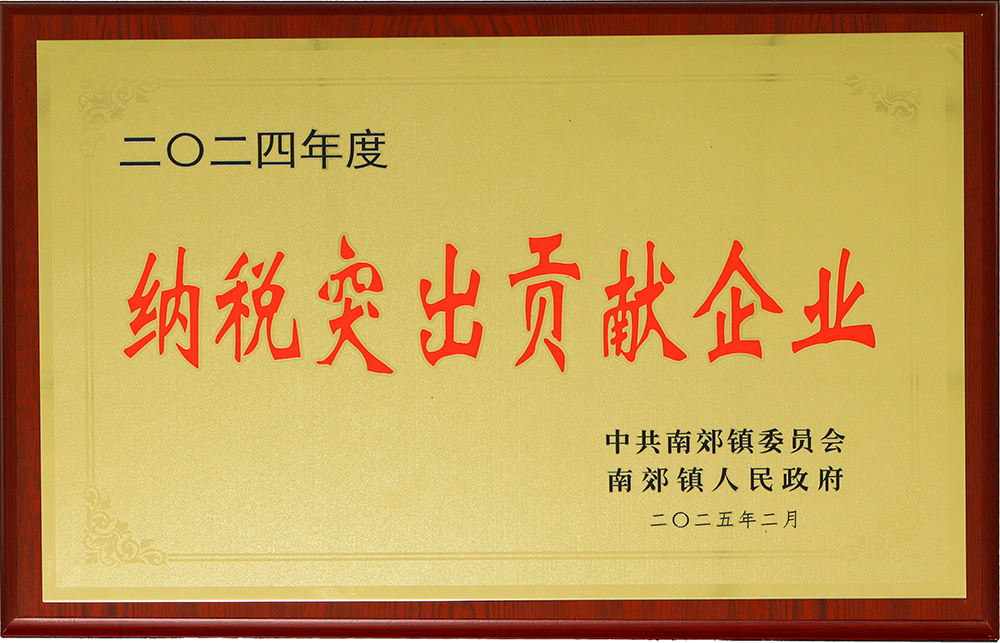 二〇二四年度
纳税突出贡献企业
中共南郊镇委员会
南郊镇人民政府
二〇二五年二月